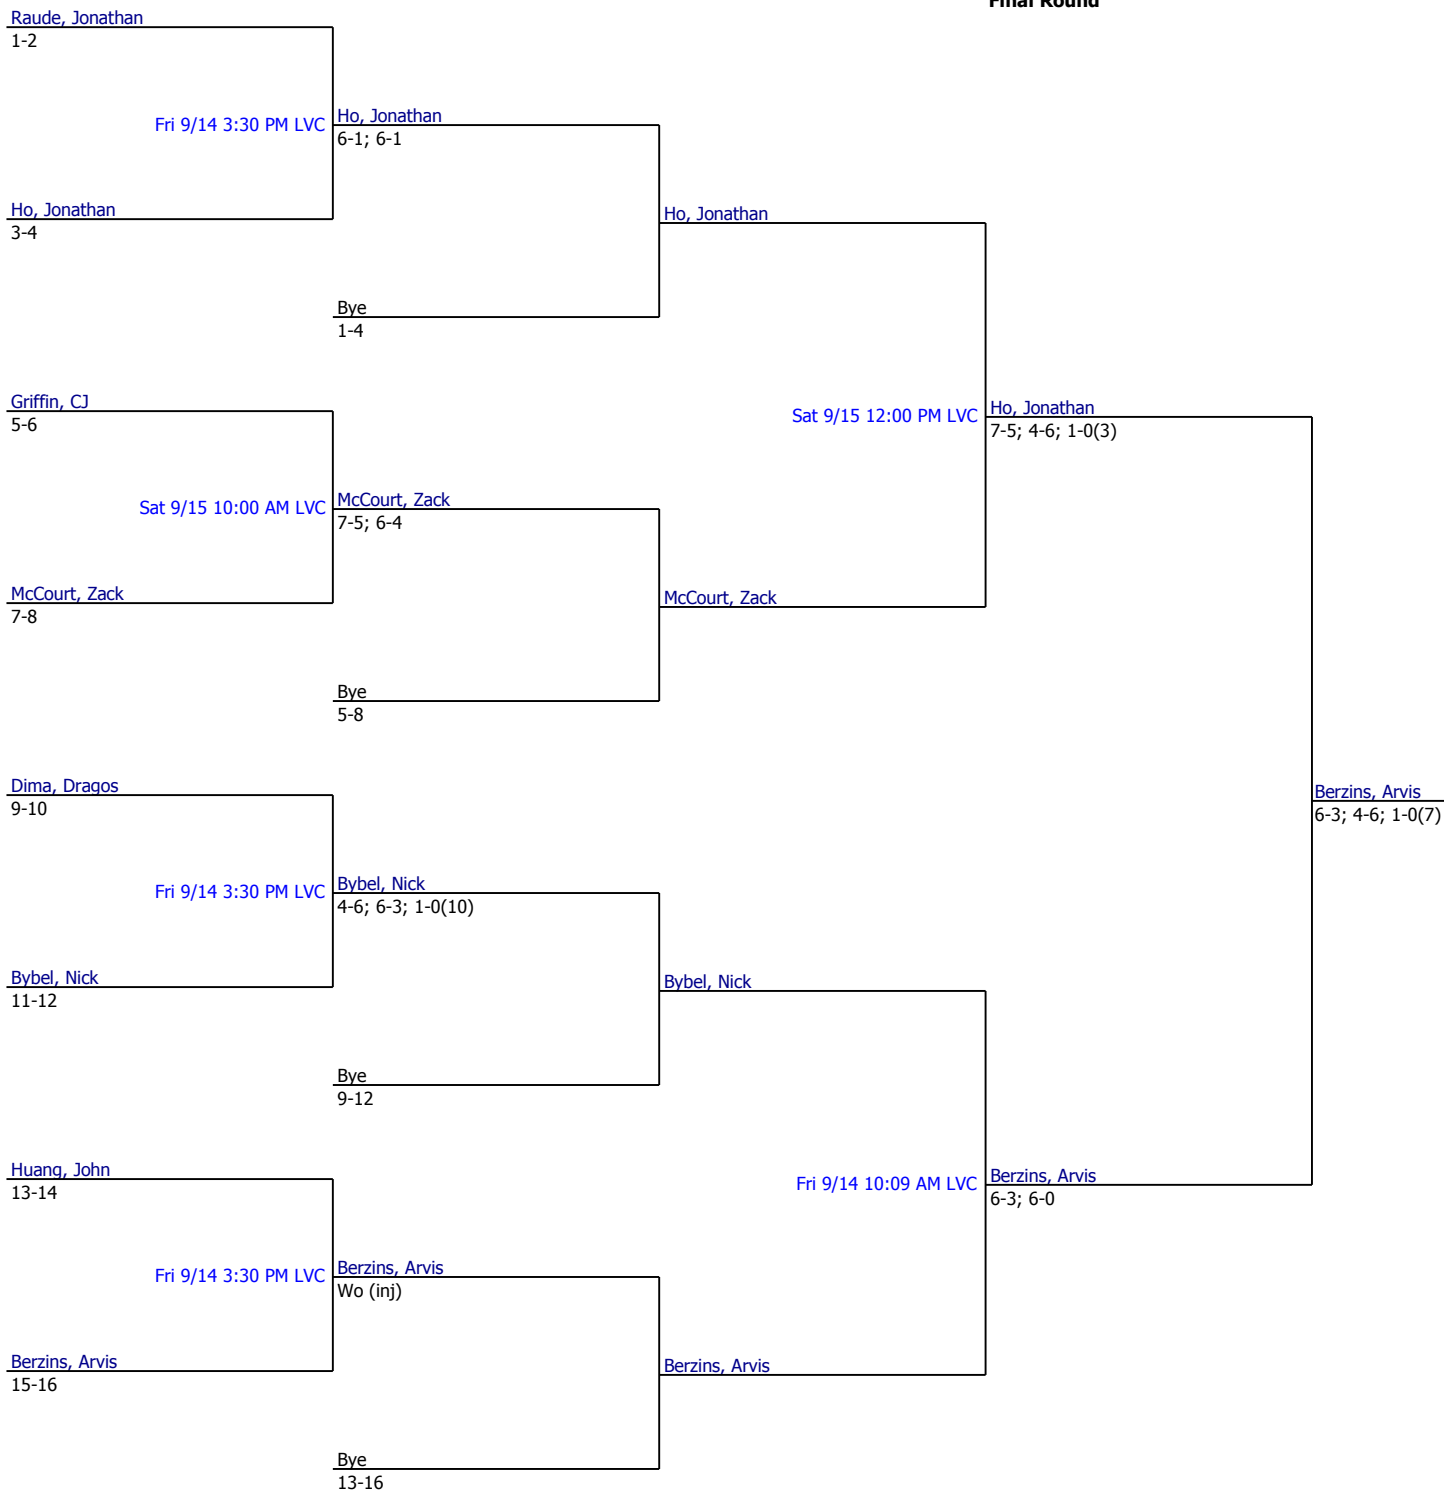 Final Round
Raude, Jonathan
1-2
Fri 9/14 3:30 PM LVC
Ho, Jonathan
6-1; 6-1
Ho, Jonathan
3-4
Ho, Jonathan
Bye
1-4
Griffin, CJ
5-6
Sat 9/15 12:00 PM LVC
Ho, Jonathan
7-5; 4-6; 1-0(3)
Sat 9/15 10:00 AM LVC
McCourt, Zack
7-5; 6-4
McCourt, Zack
7-8
McCourt, Zack
Bye
5-8
Dima, Dragos
9-10
Berzins, Arvis
6-3; 4-6; 1-0(7)
Fri 9/14 3:30 PM LVC
Bybel, Nick
4-6; 6-3; 1-0(10)
Bybel, Nick
11-12
Bybel, Nick
Bye
9-12
Huang, John
13-14
Fri 9/14 10:09 AM LVC
Berzins, Arvis
6-3; 6-0
Fri 9/14 3:30 PM LVC
Berzins, Arvis
Wo (inj)
Berzins, Arvis
15-16
Berzins, Arvis
Bye
13-16